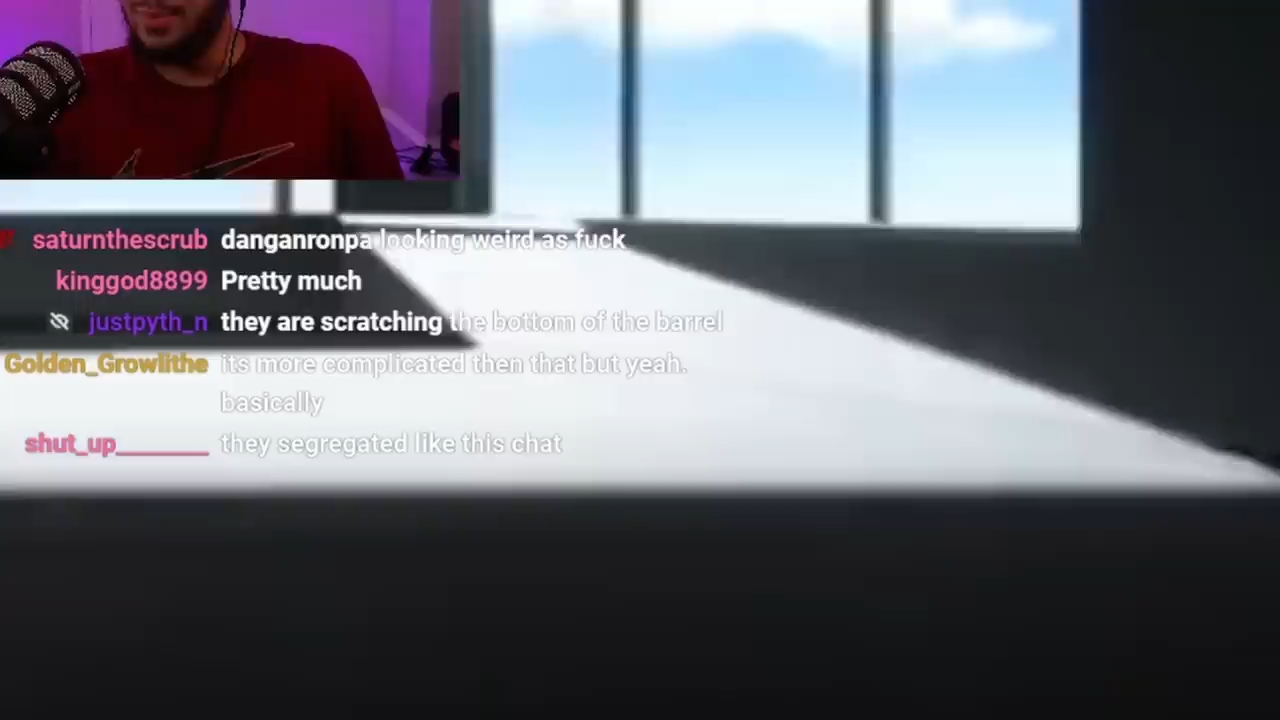 saturnthescrub danganronpa looking weird as fuck
kinggod8899 Pretty much
justpyth_n they are scratching the bottom of the barrel
Golden_Growlithe its more complicated then that but yeah.
basically
shut_up_______ they segregated like this chat